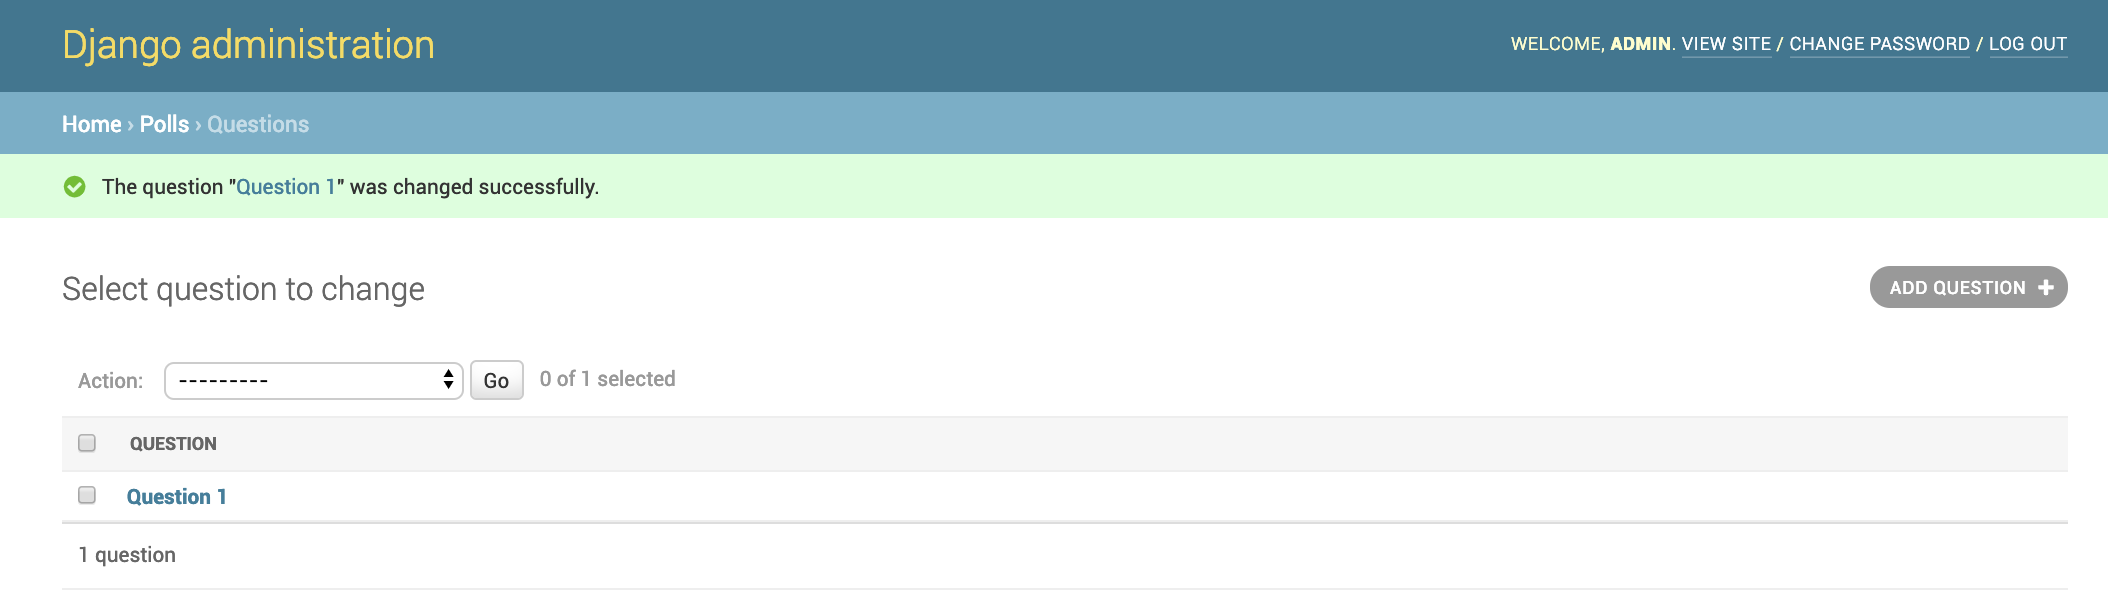 Django administration
WELCOME, ADMIN. VIEW SITE / CHANGE PASSWORD / LOG OUT
Home › Polls › Questions
The question "Question 1" was changed successfully.
Select question to change
ADD QUESTION +
Action: --------- Go 0 of 1 selected
QUESTION
Question 1
1 question